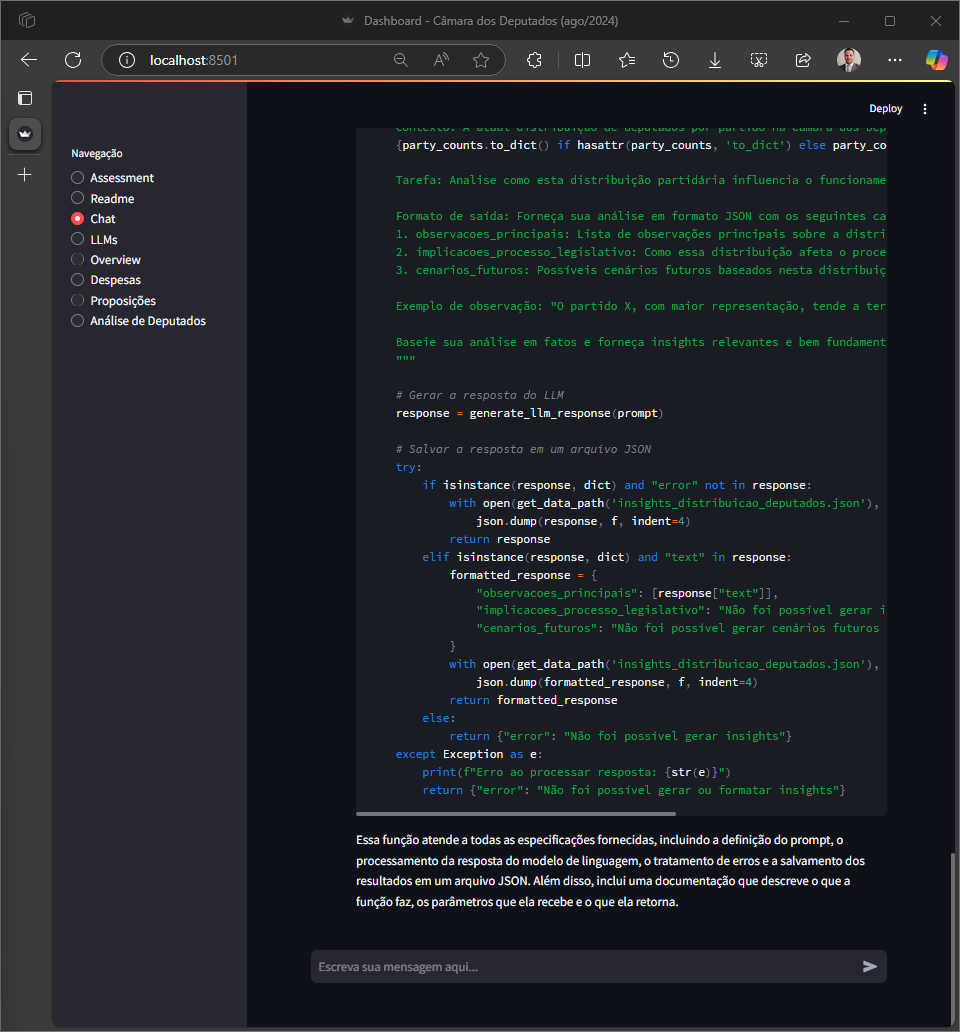 Dashboard - Câmara dos Deputados (ago/2024)
localhost:8501
Deploy
Navegação
Assessment
Readme
Chat
LLMs
Overview
Despesas
Proposições
Análise de Deputados
Contexto: A atual distribuição de deputados por partido na Câmara dos Dep
{party_counts.to_dict() if hasattr(party_counts, 'to_dict') else party_co
Tarefa: Analise como esta distribuição partidária influencia o funcioname
Formato de saída: Forneça sua análise em formato JSON com os seguintes ca
1. observacoes_principais: Lista de observações principais sobre a distri
2. implicacoes_processo_legislativo: Como essa distribuição afeta o proce
3. cenarios_futuros: Possíveis cenários futuros baseados nesta distribuiç
Exemplo de observação: "O partido X, com maior representação, tende a ter
Baseie sua análise em fatos e forneça insights relevantes e bem fundament
"""
# Gerar a resposta do LLM
response = generate_llm_response(prompt)
# Salvar a resposta em um arquivo JSON
try:
if isinstance(response, dict) and "error" not in response:
with open(get_data_path('insights_distribuicao_deputados.json'),
json.dump(response, f, indent=4)
return response
elif isinstance(response, dict) and "text" in response:
formatted_response = {
"observacoes_principais": [response["text"]],
"implicacoes_processo_legislativo": "Não foi possível gerar i
"cenarios_futuros": "Não foi possível gerar cenários futuros
}
with open(get_data_path('insights_distribuicao_deputados.json'),
json.dump(formatted_response, f, indent=4)
return formatted_response
else:
return {"error": "Não foi possível gerar insights"}
except Exception as e:
print(f"Erro ao processar resposta: {str(e)}")
return {"error": "Não foi possível gerar ou formatar insights"}
Essa função atende a todas as especificações fornecidas, incluindo a definição do prompt, o
processamento da resposta do modelo de linguagem, o tratamento de erros e a salvamento dos
resultados em um arquivo JSON. Além disso, inclui uma documentação que descreve o que a
função faz, os parâmetros que ela recebe e o que ela retorna.
Escreva sua mensagem aqui...